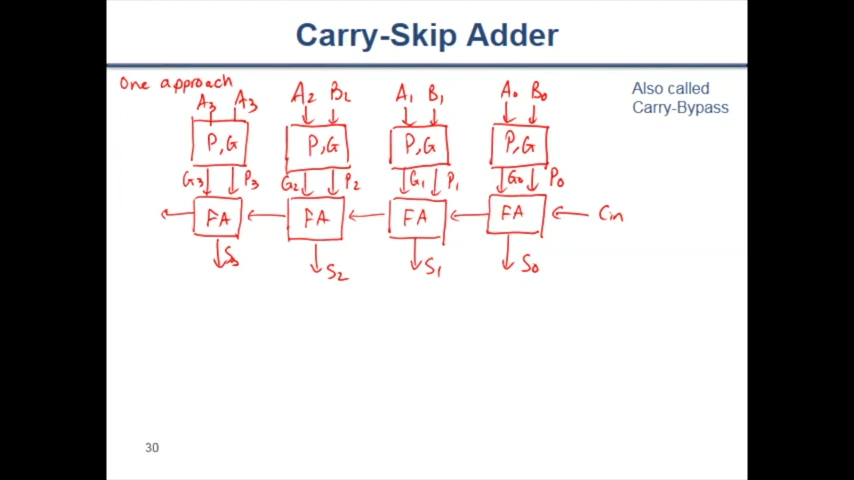 Carry-Skip Adder
One approach
Also called
Carry-Bypass
A3 A3 A2 B2 A1 B1 A0 B0
P,G P,G P,G P,G
G3 P3 G2 P2 G1 P1 G0 P0
FA FA FA FA Cin
S3 S2 S1 S0
30